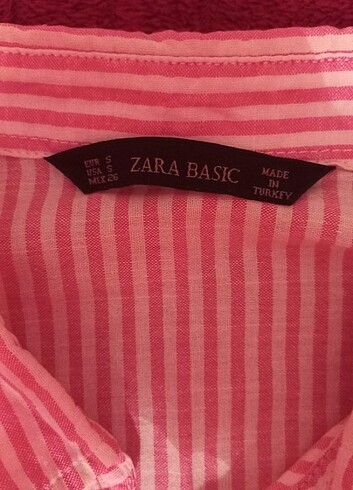 EUR S
USA S
MEX 26
ZARA BASIC
MADE
IN
TURKEY